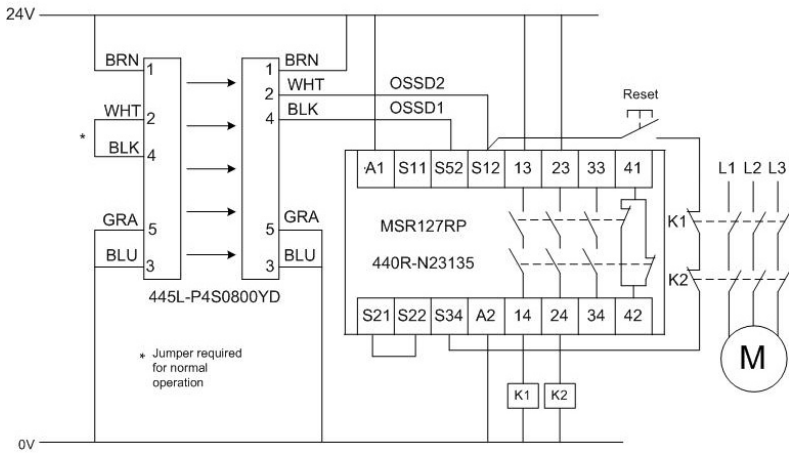 24V
BRN
1
WHT
2
*
BLK
4
GRA
5
BLU
3
BRN
1
WHT
2
OSSD2
BLK
4
OSSD1
GRA
5
BLU
3
445L-P4S0800YD
* Jumper required
for normal
operation
Reset
A1 S11 S52 S12 13 23 33 41
MSR127RP
440R-N23135
S21 S22 S34 A2 14 24 34 42
K1 K2
L1 L2 L3
K1
K2
M
0V